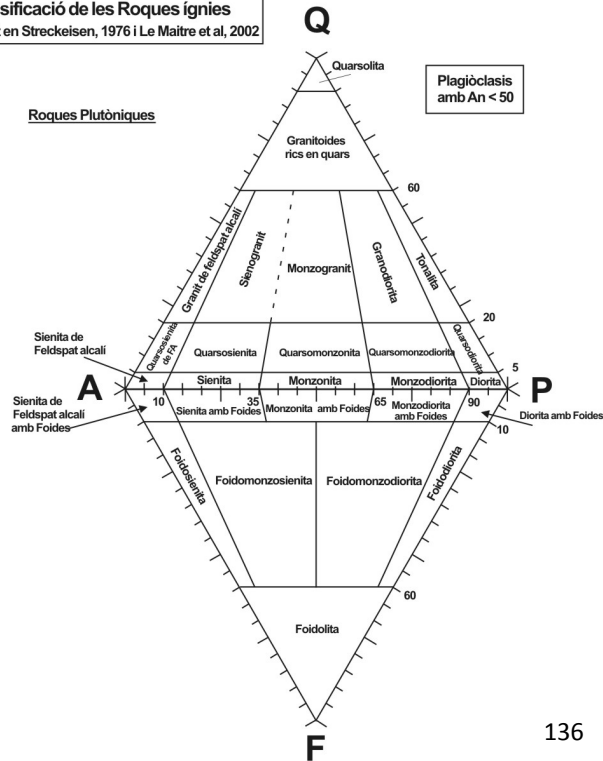 sificació de les Roques ígnies
t en Streckeisen, 1976 i Le Maitre et al, 2002
Q
Quarsolita
Plagiòclasis
amb An < 50
Roques Plutòniques
Granitoides
rics en quars
60
Granit de feldspat alcalí
Sienogranit
Monzogranit
Granodiorita
Tonalita
20
Quarsosienita
de FA
Quarsosienita
Quarsomonzonita
Quarsomonzodiorita
Quarsodiorita
Sienita de
Feldspat alcalí
5
Sienita
Monzonita
Monzodiorita
Diorita
A
P
10
35
65
90
Sienita de
Feldspat alcalí
amb Foides
Sienita amb Foides
Monzonita amb Foides
Monzodiorita
amb Foides
Diorita amb Foides
10
Foidosienita
Foidomonzosienita
Foidomonzodiorita
Foidodiorita
60
Foidolita
F
136